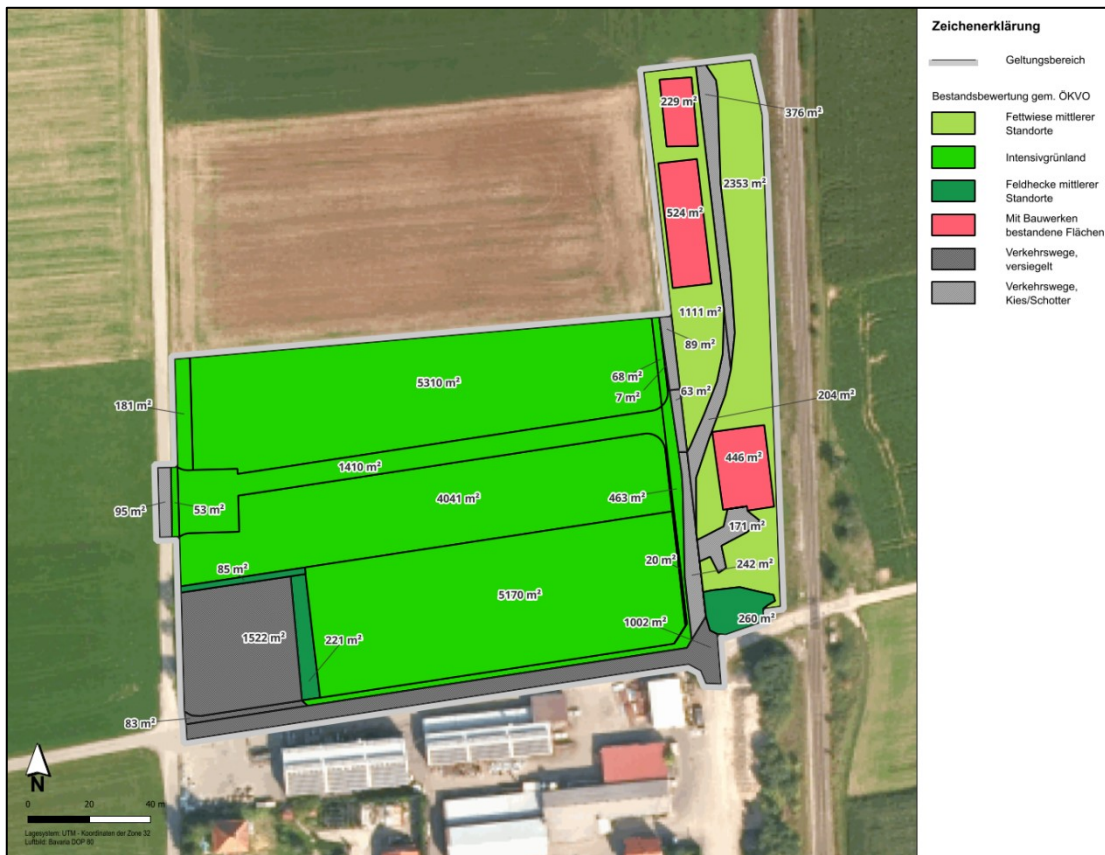 Zeichenerklärung
Geltungsbereich
Bestandsbewertung gem. ÖKVO
Fettwiese mittlerer
Standorte
Intensivgrünland
Feldhecke mittlerer
Standorte
Mit Bauwerken
bestandene Flächen
Verkehrswege,
versiegelt
Verkehrswege,
Kies/Schotter
229 m²
376 m²
2353 m²
524 m²
1111 m²
89 m²
68 m²
5310 m²
63 m²
7 m²
204 m²
181 m²
446 m²
1410 m²
4041 m²
463 m²
95 m²
53 m²
171 m²
20 m²
242 m²
85 m²
5170 m²
260 m²
1002 m²
1522 m²
221 m²
83 m²
N
0 20 40 m
Lagesystem: UTM - Koordinaten der Zone 32
Luftbild: Bavaria DOP 80